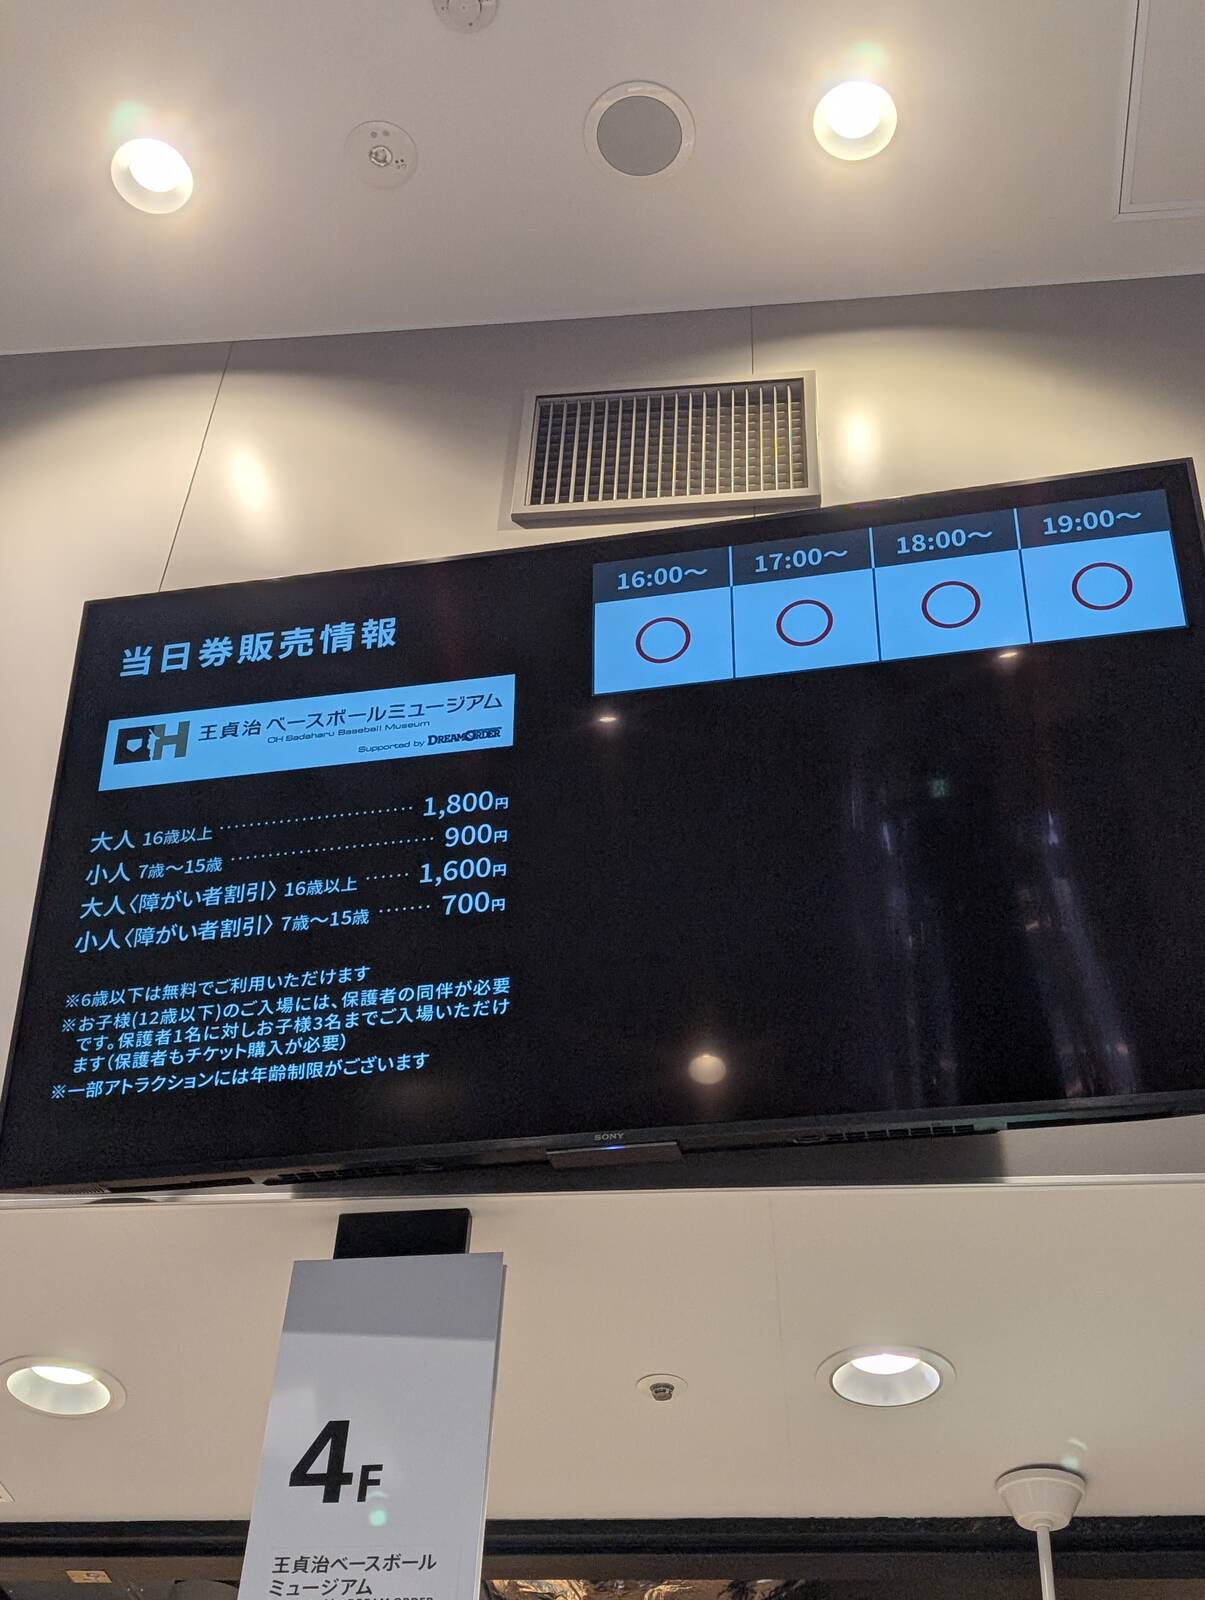 当日券販売情報
OH 王貞治 ベースボールミュージアム
OH Sadaharu Baseball Museum
Supported by DREAMORDER
大人 16歳以上 1,800円
小人 7歳〜15歳 900円
大人〈障がい者割引〉 16歳以上 1,600円
小人〈障がい者割引〉 7歳〜15歳 700円
※6歳以下は無料でご利用いただけます
※お子様(12歳以下)のご入場には、保護者の同伴が必要
です。保護者1名に対しお子様3名までご入場いただけ
ます(保護者もチケット購入が必要)
※一部アトラクションには年齢制限がございます
16:00〜 17:00〜 18:00〜 19:00〜
○ ○ ○ ○
SONY
4F
王貞治ベースボール
ミュージアム
DREAM ORDER